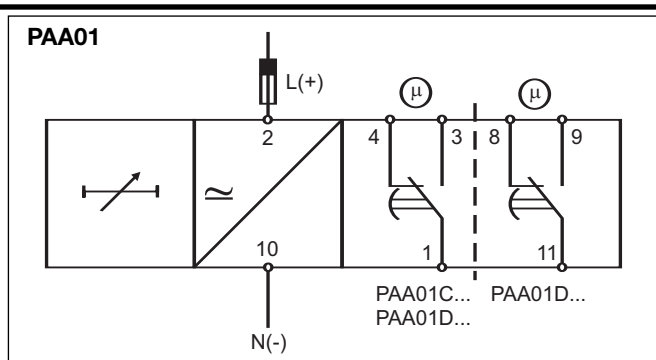 PAA01
L(+)
μ μ
2 4 3 8 9
≃
10 1 11
PAA01C... PAA01D...
PAA01D...
N(-)